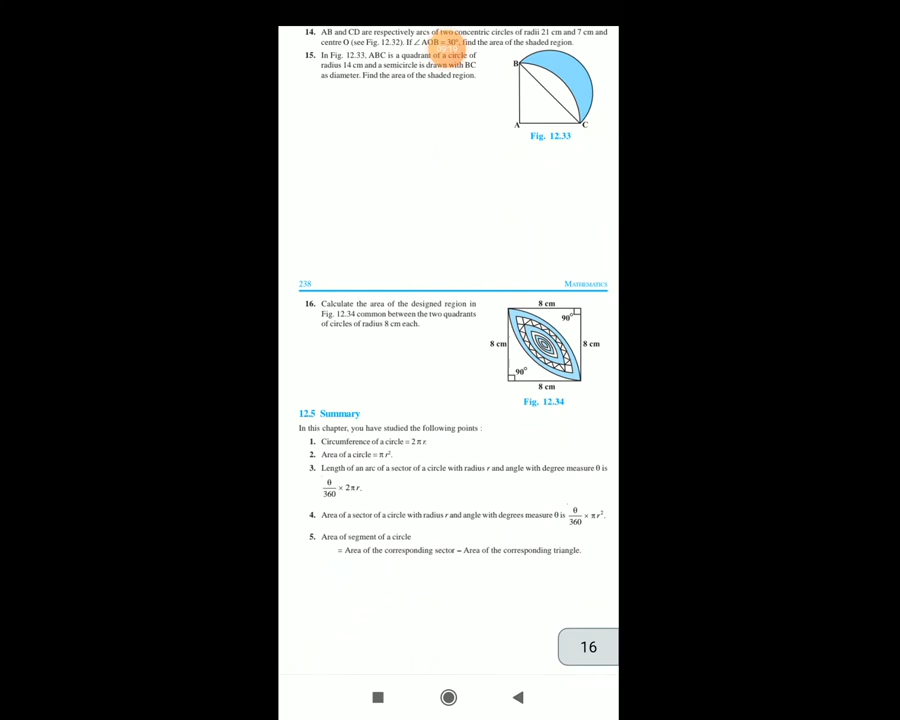 14. AB and CD are respectively arcs of two concentric circles of radii 21 cm and 7 cm and
centre O (see Fig. 12.32). If ∠ AOB = 30°, find the area of the shaded region.
15. In Fig. 12.33, ABC is a quadrant of a circle of
radius 14 cm and a semicircle is drawn with BC
as diameter. Find the area of the shaded region.
B
A
C
Fig. 12.33
238
MATHEMATICS
16. Calculate the area of the designed region in
Fig. 12.34 common between the two quadrants
of circles of radius 8 cm each.
8 cm
90°
8 cm
8 cm
90°
8 cm
Fig. 12.34
12.5 Summary
In this chapter, you have studied the following points :
1. Circumference of a circle = 2 π r.
2. Area of a circle = π r².
3. Length of an arc of a sector of a circle with radius r and angle with degree measure θ is
θ/360 × 2 π r.
4. Area of a sector of a circle with radius r and angle with degrees measure θ is θ/360 × π r².
5. Area of segment of a circle
= Area of the corresponding sector – Area of the corresponding triangle.
16